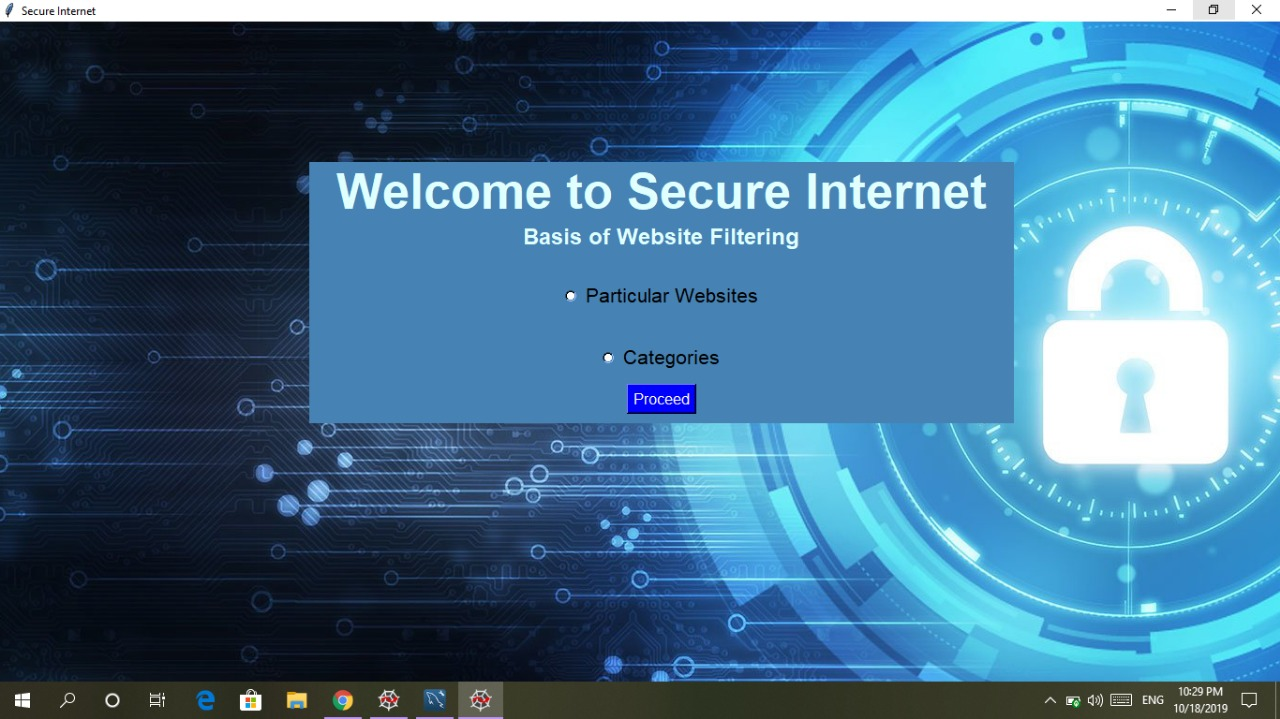 Secure Internet
Welcome to Secure Internet
Basis of Website Filtering
Particular Websites
Categories
Proceed
ENG
10:29 PM
10/18/2019